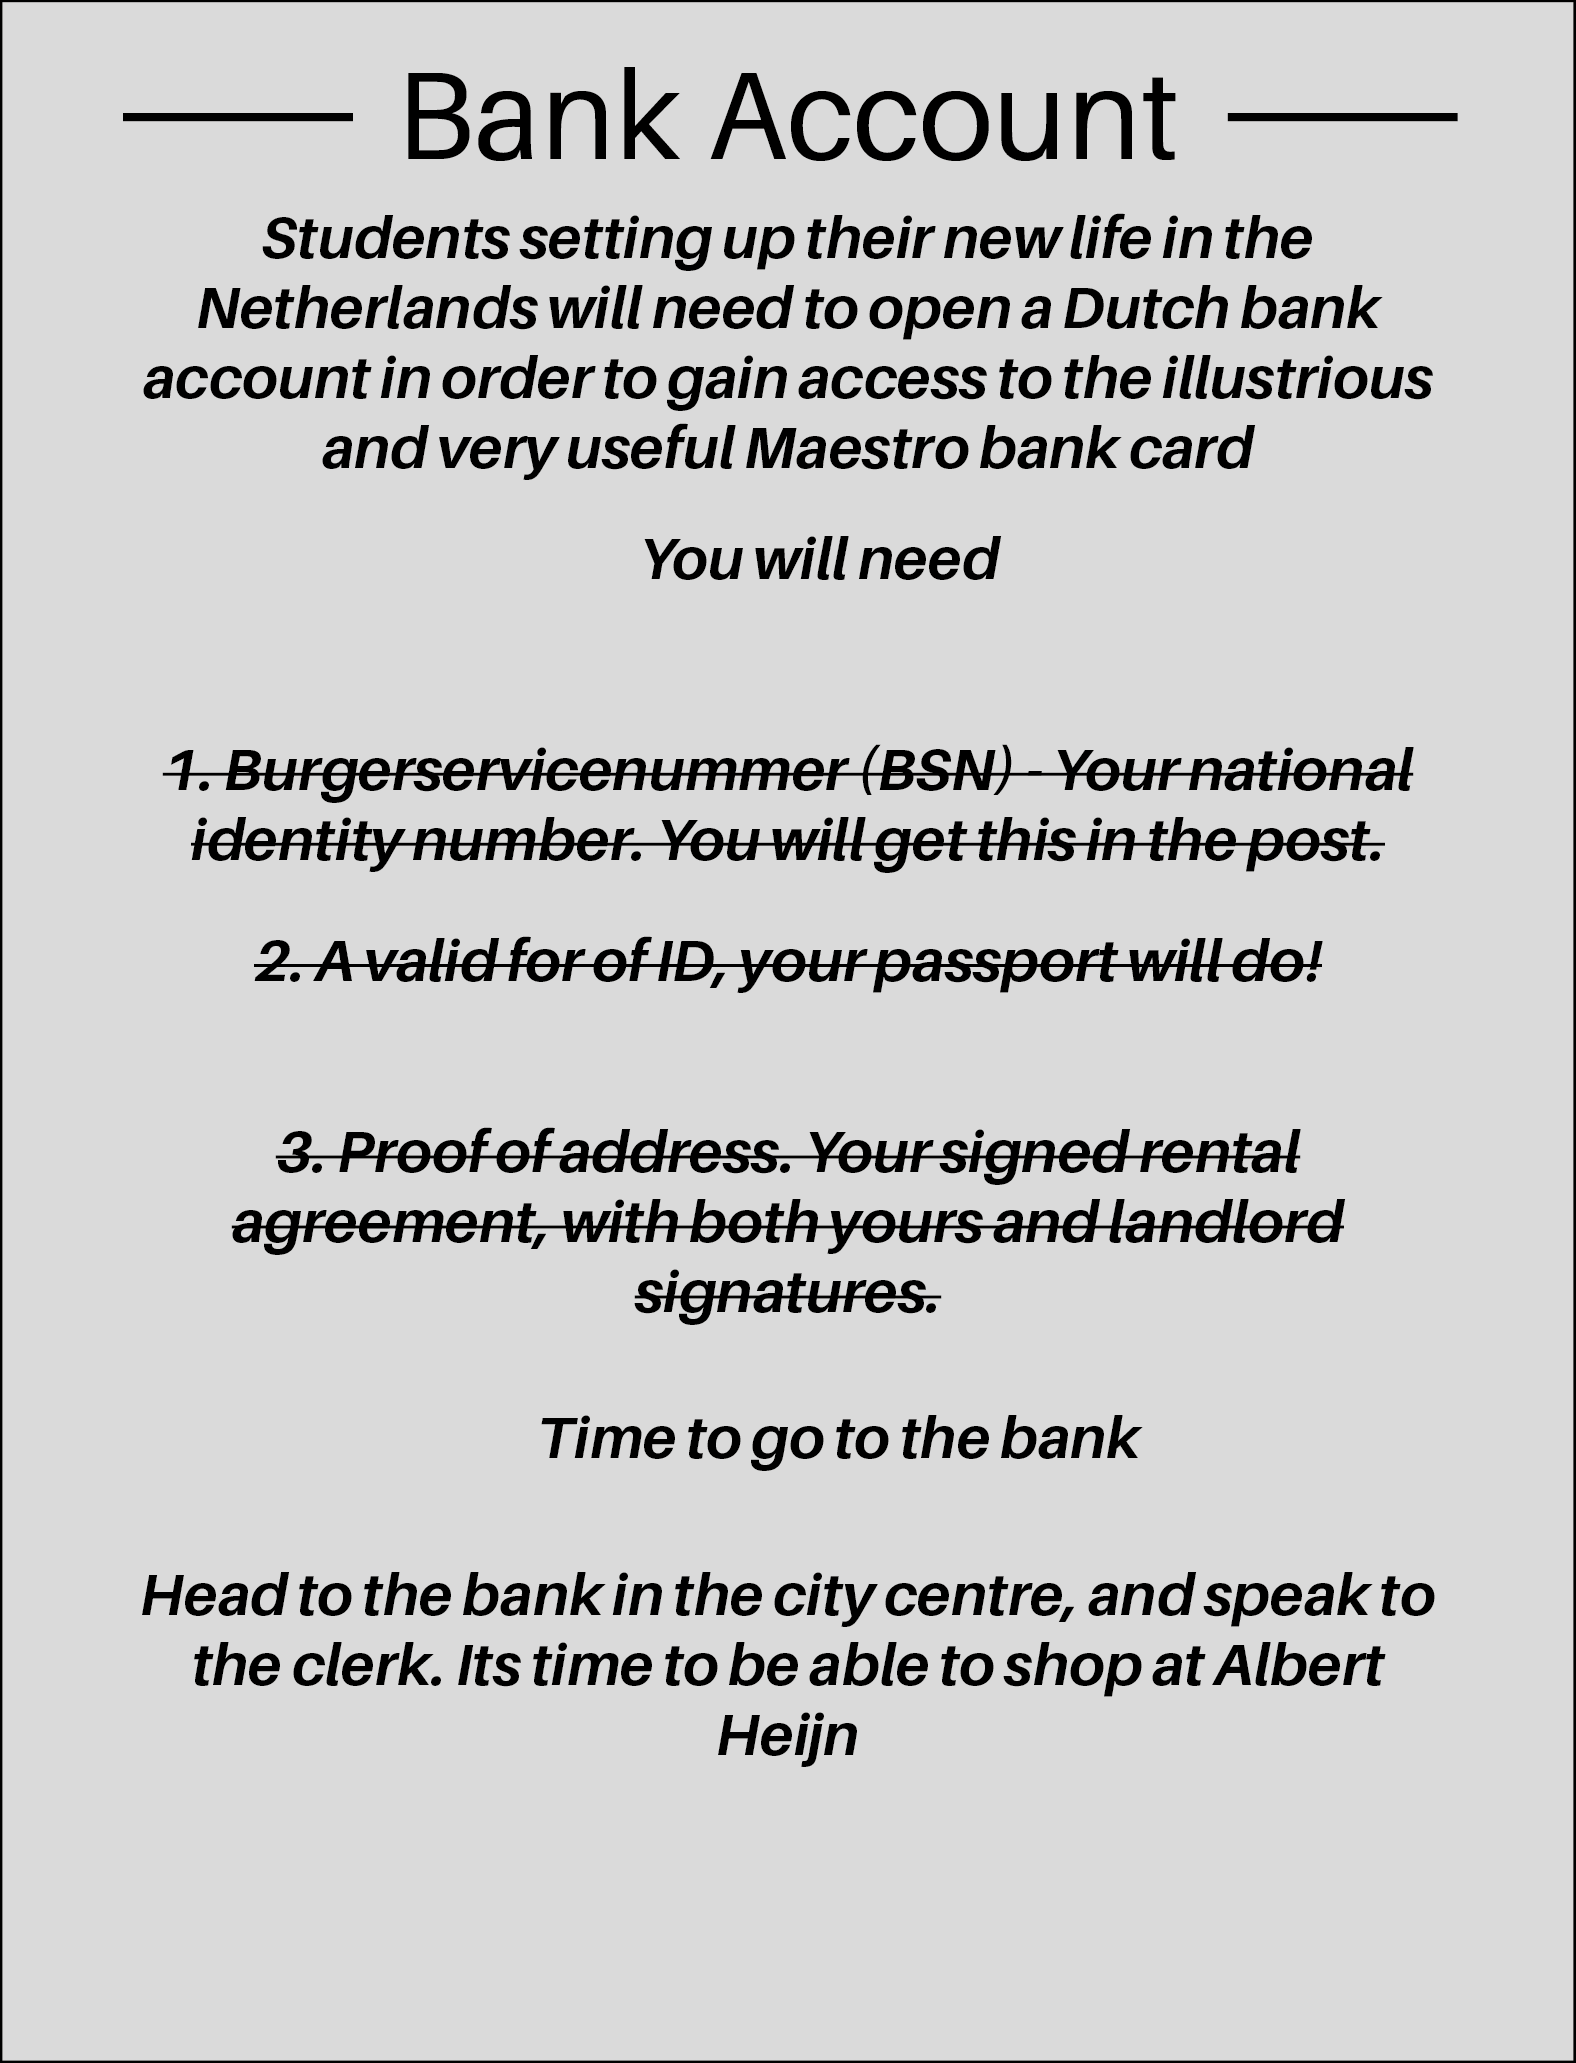 Bank Account
Students setting up their new life in the
Netherlands will need to open a Dutch bank
account in order to gain access to the illustrious
and very useful Maestro bank card
You will need
1. Burgerservicenummer (BSN) - Your national
identity number. You will get this in the post.
2. A valid for of ID, your passport will do!
3. Proof of address. Your signed rental
agreement, with both yours and landlord
signatures.
Time to go to the bank
Head to the bank in the city centre, and speak to
the clerk. Its time to be able to shop at Albert
Heijn